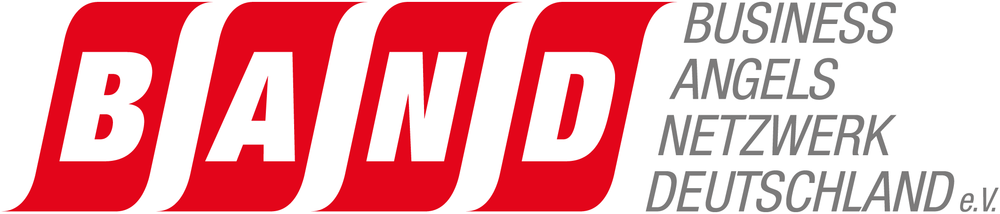 BAND
BUSINESS
ANGELS
NETZWERK
DEUTSCHLAND e.V.